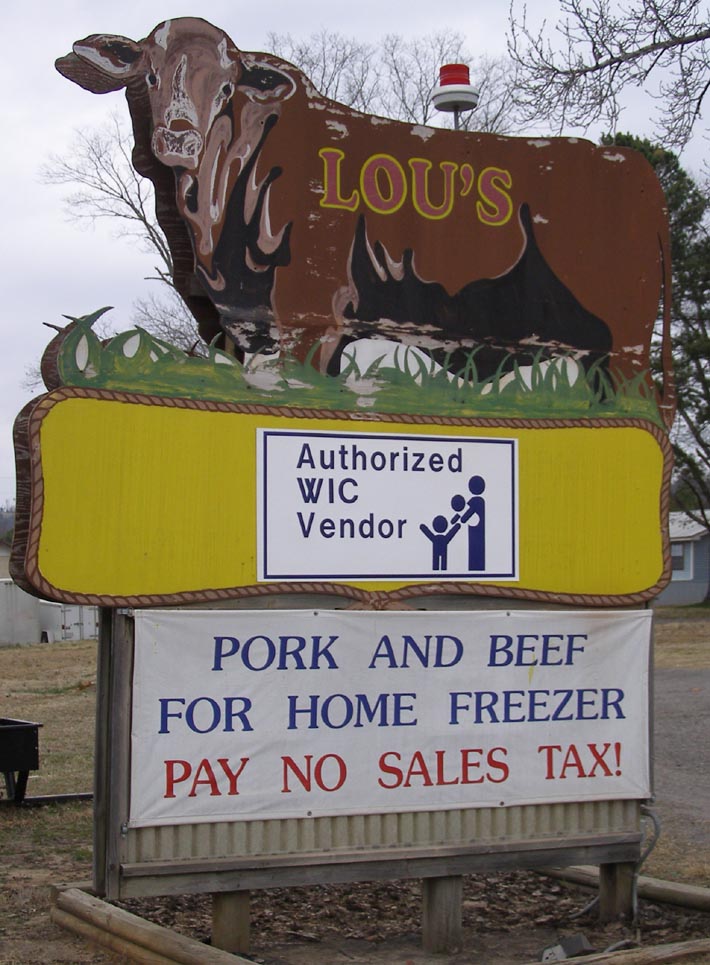 LOU'S
Authorized
WIC
Vendor
PORK AND BEEF
FOR HOME FREEZER
PAY NO SALES TAX!